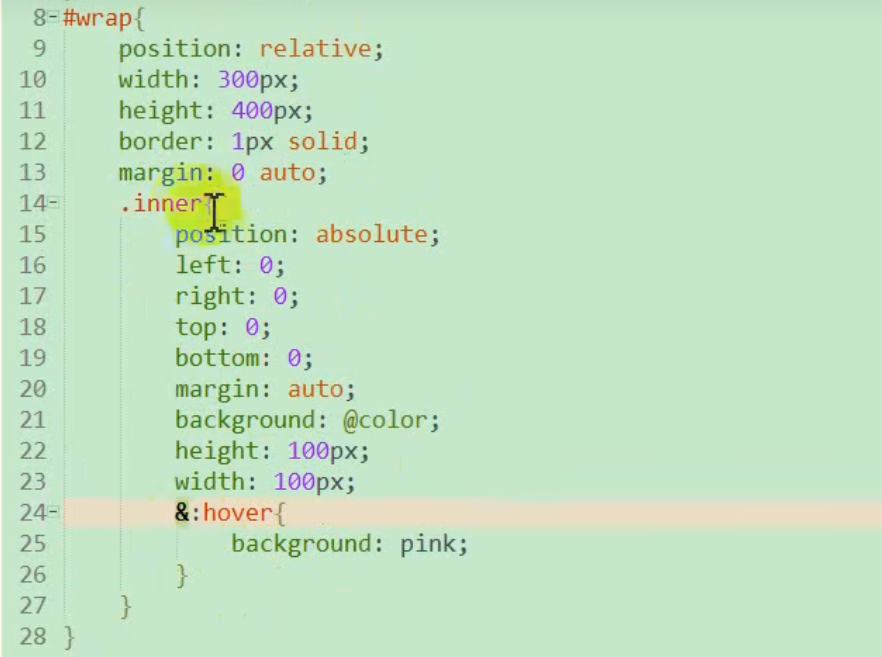 8 #wrap{
9 position: relative;
10 width: 300px;
11 height: 400px;
12 border: 1px solid;
13 margin: 0 auto;
14 .inner{
15 position: absolute;
16 left: 0;
17 right: 0;
18 top: 0;
19 bottom: 0;
20 margin: auto;
21 background: @color;
22 height: 100px;
23 width: 100px;
24 &:hover{
25 background: pink;
26 }
27 }
28 }